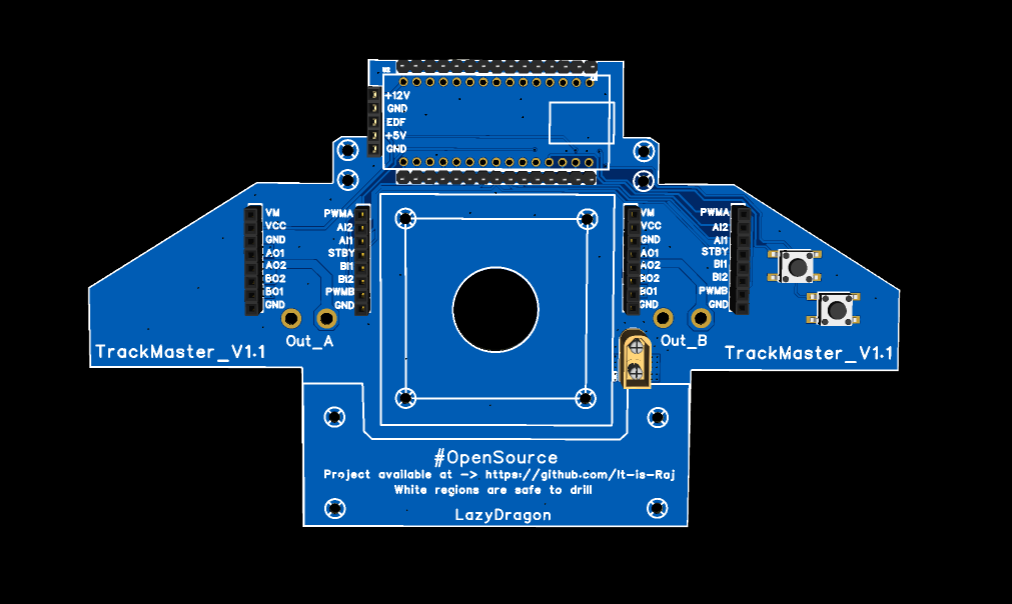 +12V
GND
EDF
+5V
GND
VM
VCC
GND
AO1
AO2
BO2
BO1
GND
PWMA
AI2
AI1
STBY
BI1
BI2
PWMB
GND
VM
VCC
GND
AO1
AO2
BO2
BO1
GND
PWMA
AI2
AI1
STBY
BI1
BI2
PWMB
GND
Out_A
Out_B
TrackMaster_V1.1
TrackMaster_V1.1
#OpenSource
Project available at -> https://github.com/It-is-Raj
White regions are safe to drill
LazyDragon